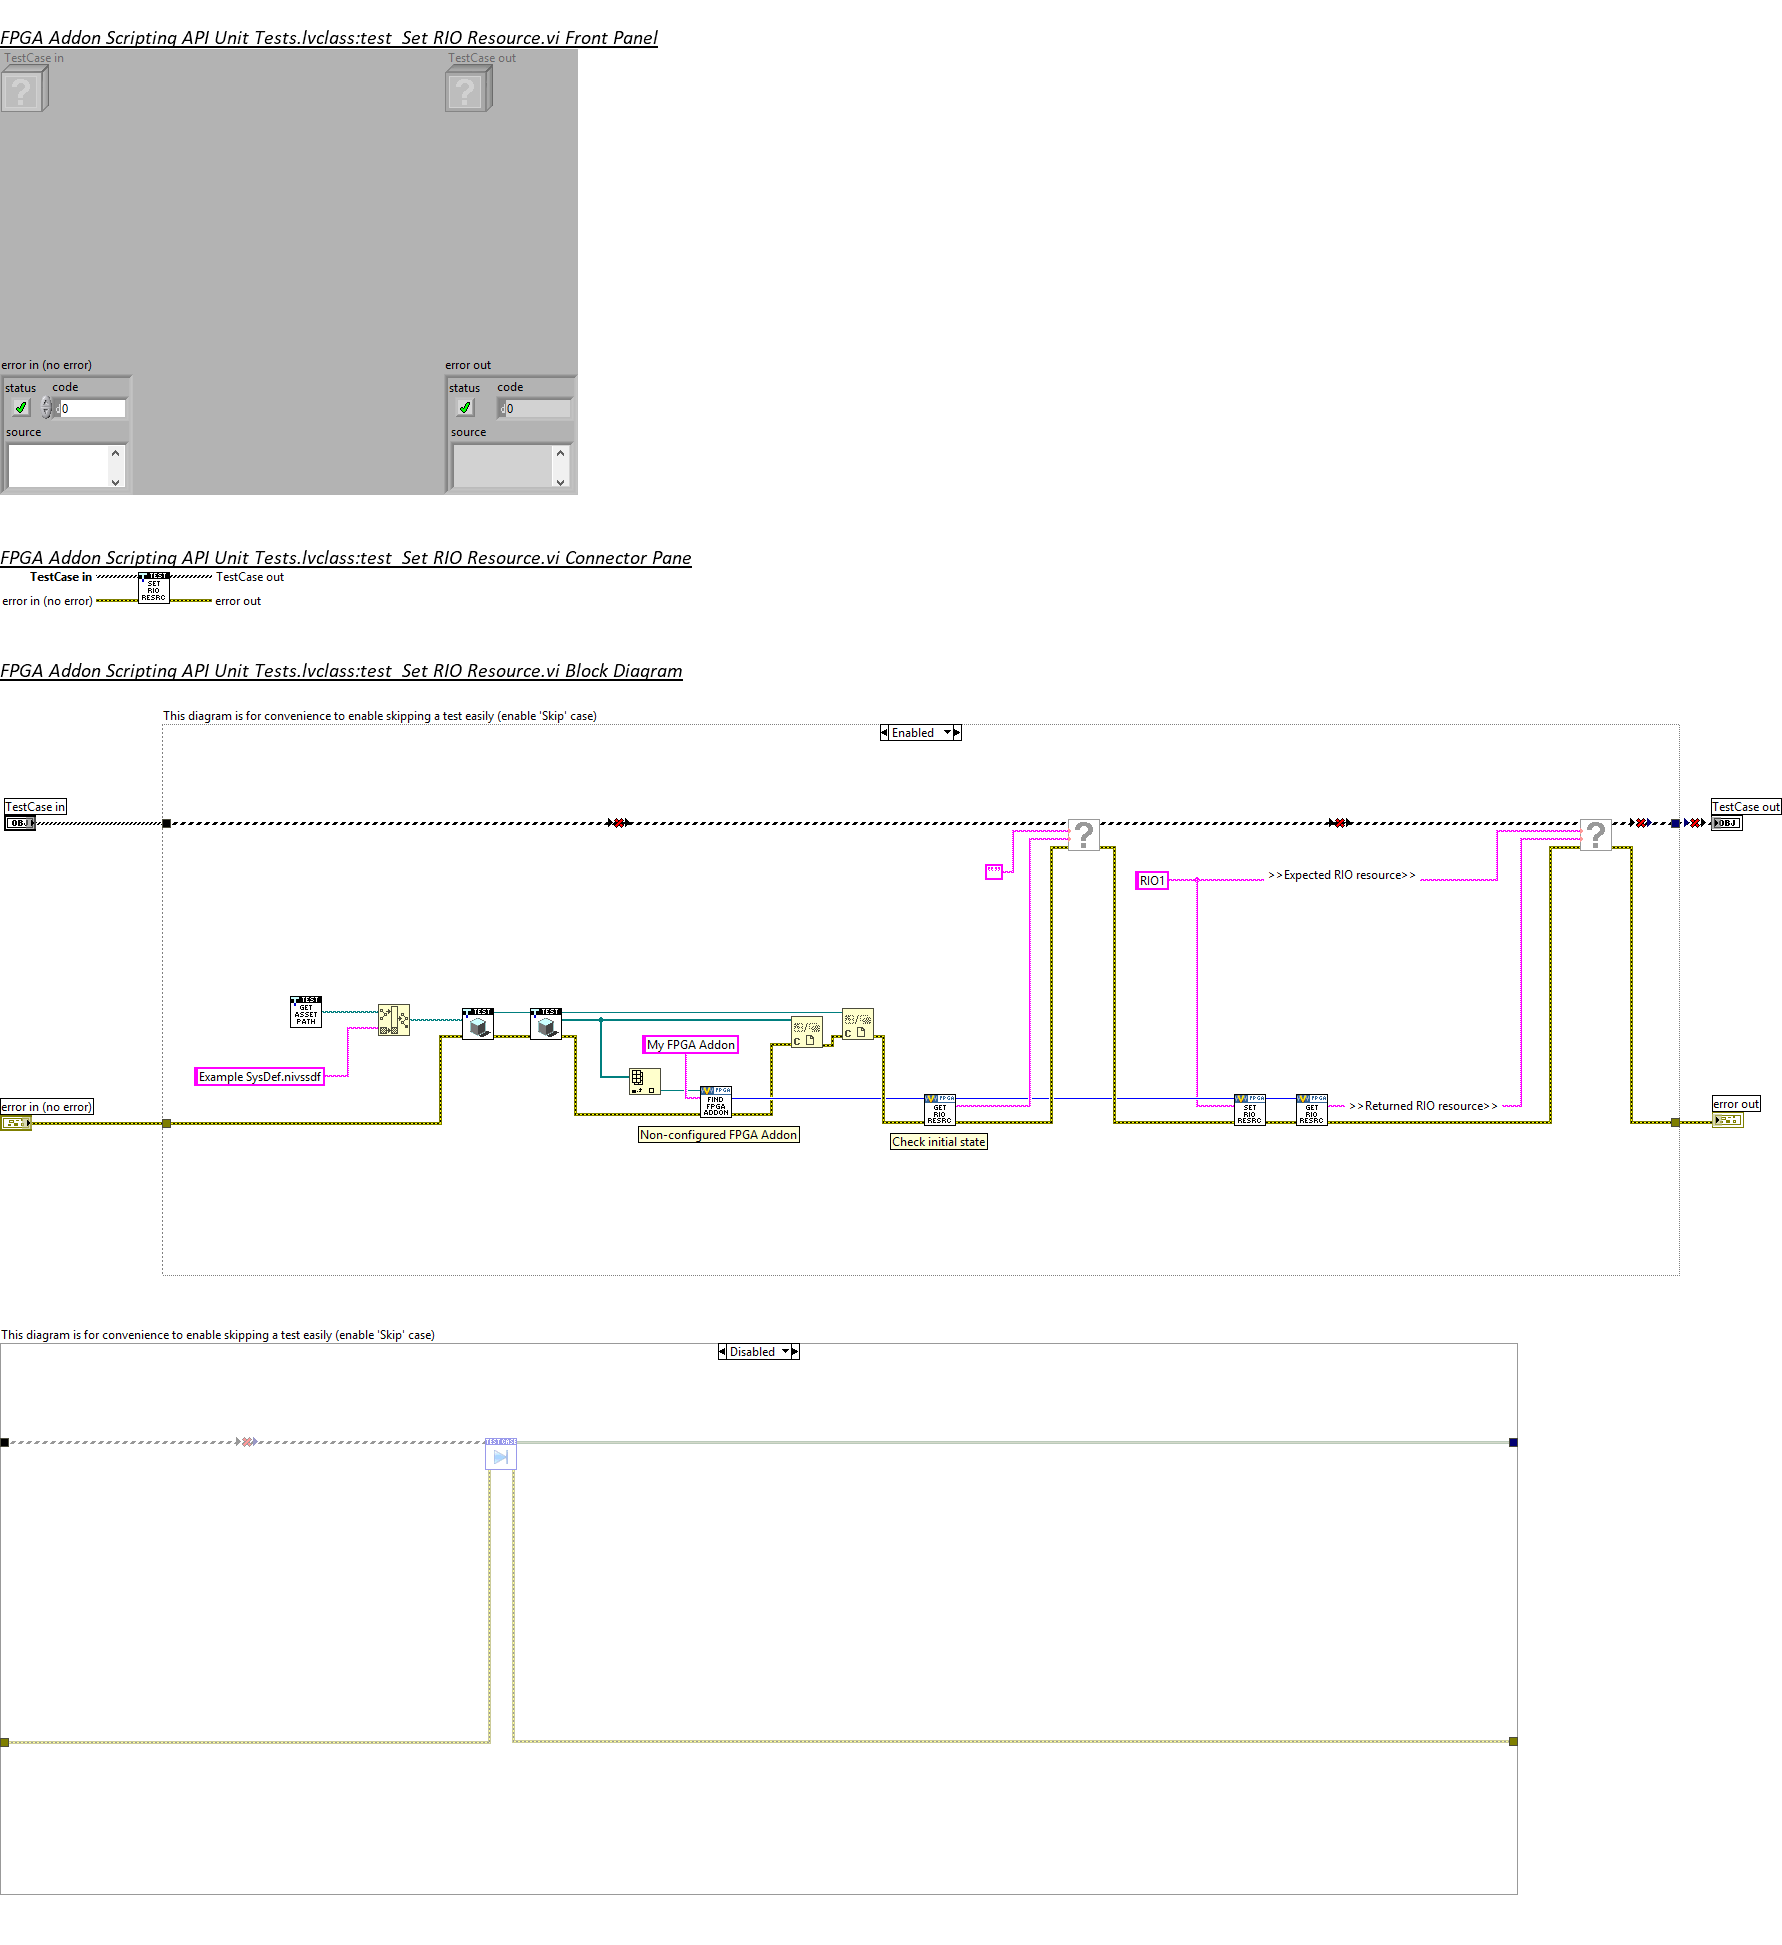 FPGA Addon Scripting API Unit Tests.lvclass:test_Set RIO Resource.vi Front Panel
TestCase in
TestCase out
?
?
error in (no error)
error out
status
code
status
code
d
0
d
0
source
source
FPGA Addon Scripting API Unit Tests.lvclass:test_Set RIO Resource.vi Connector Pane
TestCase in
TEST
SET
RIO
RESRC
TestCase out
error in (no error)
error out
FPGA Addon Scripting API Unit Tests.lvclass:test_Set RIO Resource.vi Block Diagram
This diagram is for convenience to enable skipping a test easily (enable 'Skip' case)
Enabled
TestCase in
OBJ
TestCase out
OBJ
?
?
""
RIO1
>>Expected RIO resource>>
TEST
GET
ASSET
PATH
TEST
TEST
C
C
My FPGA Addon
Example SysDef.nivssdf
FPGA
FIND
FPGA
ADDON
FPGA
GET
RIO
RESRC
FPGA
SET
RIO
RESRC
FPGA
GET
RIO
RESRC
>>Returned RIO resource>>
error in (no error)
error out
Non-configured FPGA Addon
Check initial state
This diagram is for convenience to enable skipping a test easily (enable 'Skip' case)
Disabled
TEST CASE